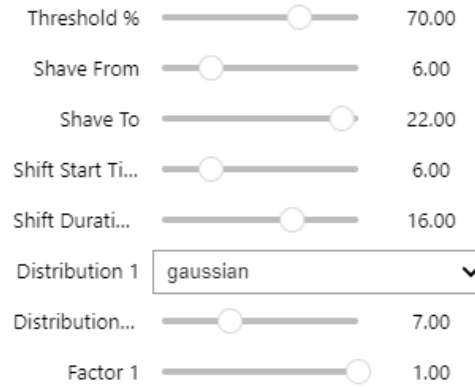 Threshold % 70.00
Shave From 6.00
Shave To 22.00
Shift Start Ti... 6.00
Shift Durati... 16.00
Distribution 1 gaussian
Distribution... 7.00
Factor 1 1.00